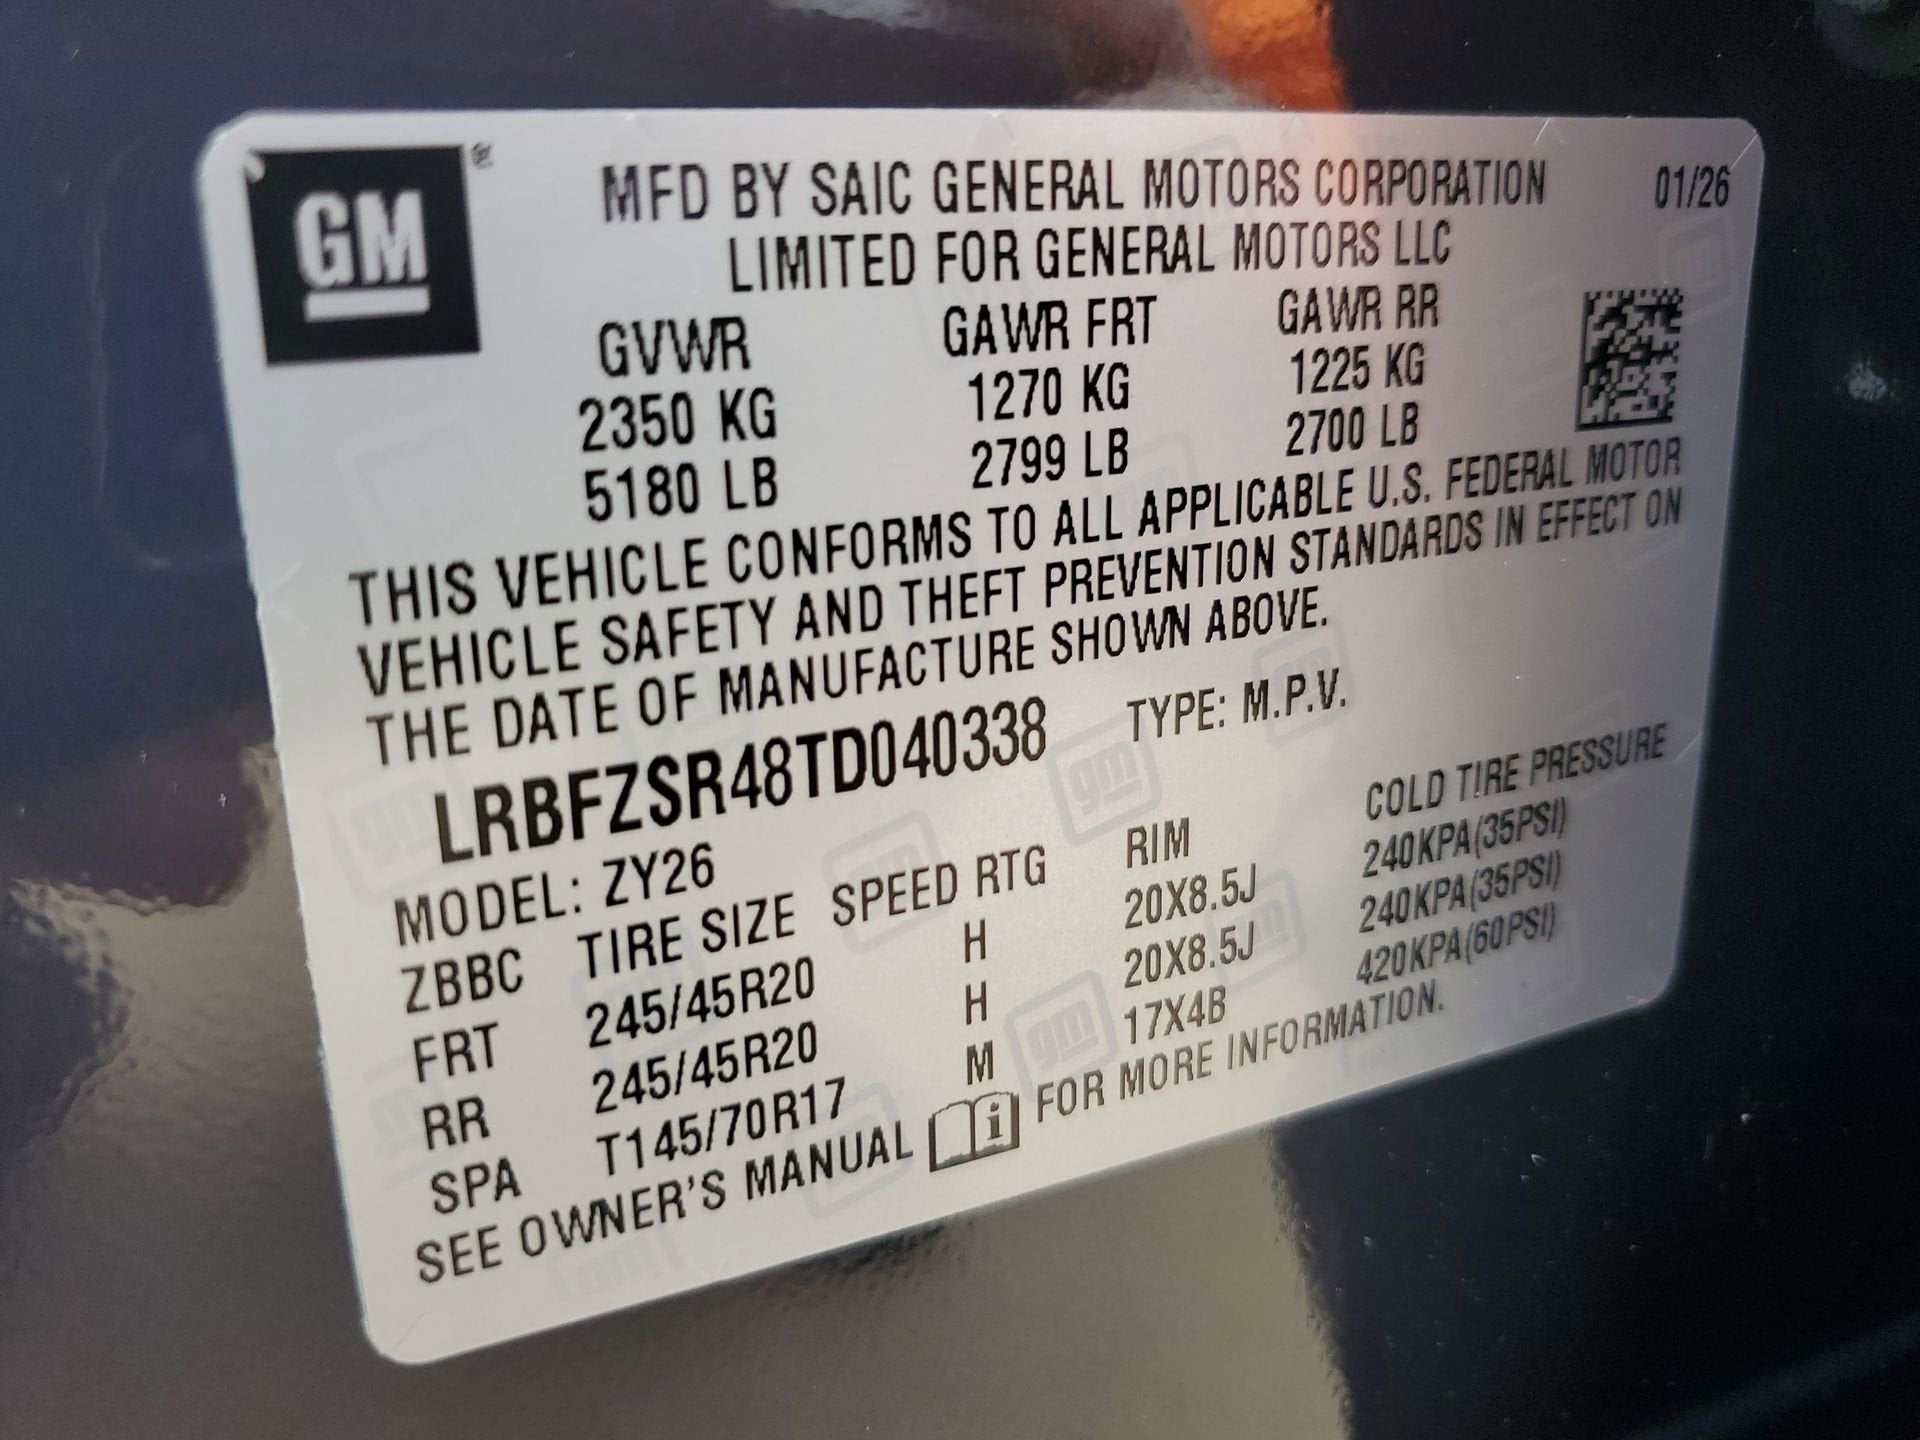 GM®
MFD BY SAIC GENERAL MOTORS CORPORATION 01/26
LIMITED FOR GENERAL MOTORS LLC
GVWR GAWR FRT GAWR RR
2350 KG 1270 KG 1225 KG
5180 LB 2799 LB 2700 LB
THIS VEHICLE CONFORMS TO ALL APPLICABLE U.S. FEDERAL MOTOR
VEHICLE SAFETY AND THEFT PREVENTION STANDARDS IN EFFECT ON
THE DATE OF MANUFACTURE SHOWN ABOVE.
LRBFZSR48TD040338 TYPE: M.P.V.
MODEL: ZY26
ZBBC TIRE SIZE SPEED RTG RIM COLD TIRE PRESSURE
FRT 245/45R20 H 20X8.5J 240KPA(35PSI)
RR 245/45R20 H 20X8.5J 240KPA(35PSI)
SPA T145/70R17 M 17X4B 420KPA(60PSI)
SEE OWNER'S MANUAL FOR MORE INFORMATION.